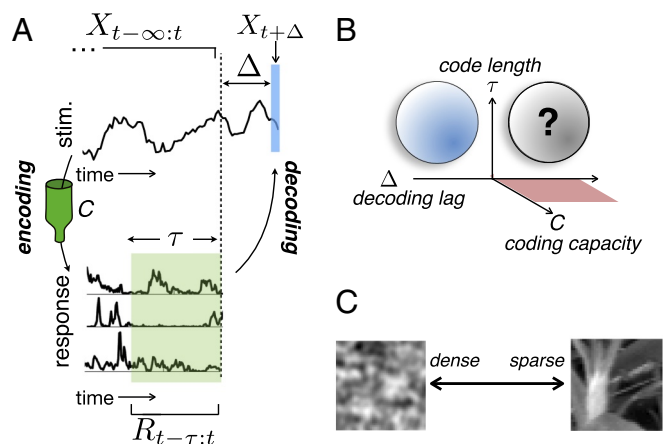 A
X_{t−∞:t}
X_{t+Δ}
...
Δ
stim.
time
encoding
C
decoding
τ
response
time
R_{t−τ:t}
B
code length
τ
?
Δ
decoding lag
C
coding capacity
C
dense
sparse